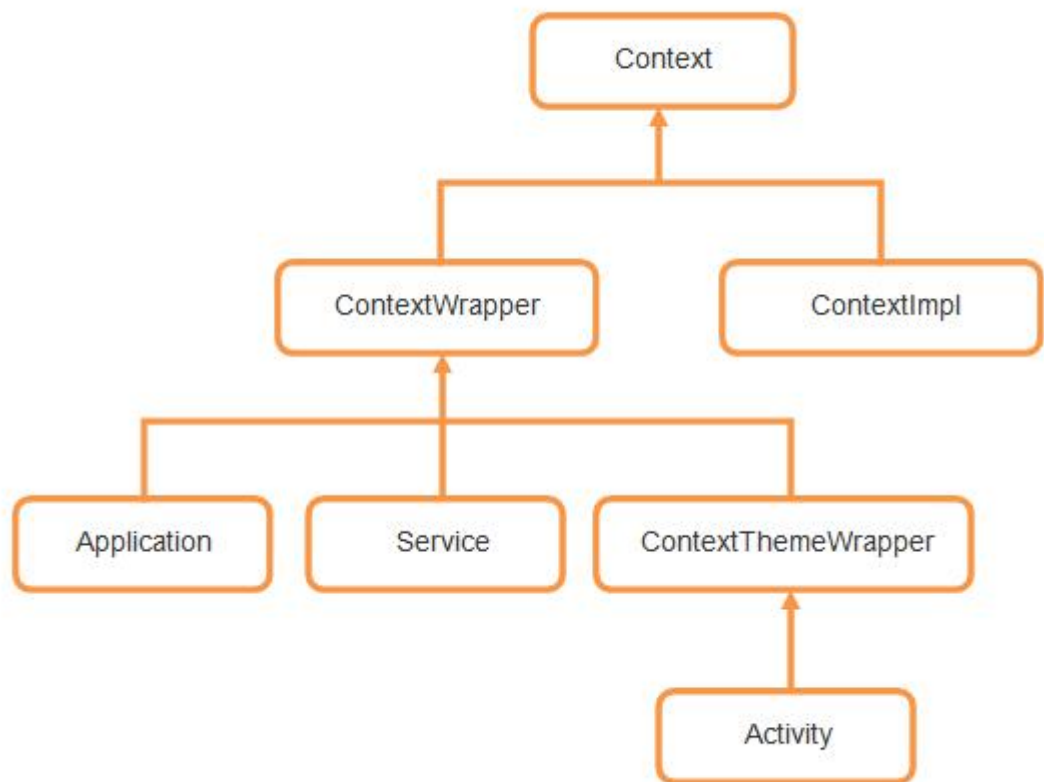 Context
ContextWrapper
ContextImpl
Application
Service
ContextThemeWrapper
Activity